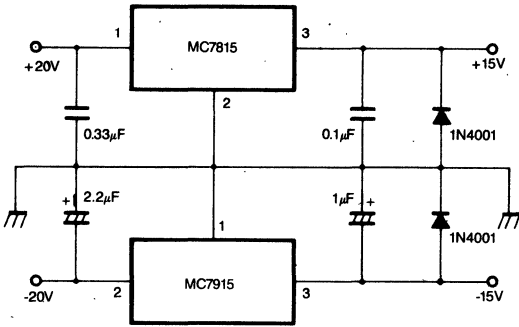 1
MC7815
3
+20V
+15V
2
0.33µF
0.1µF
1N4001
+
2.2µF
1µF
+
1
1N4001
MC7915
-20V
2
3
-15V